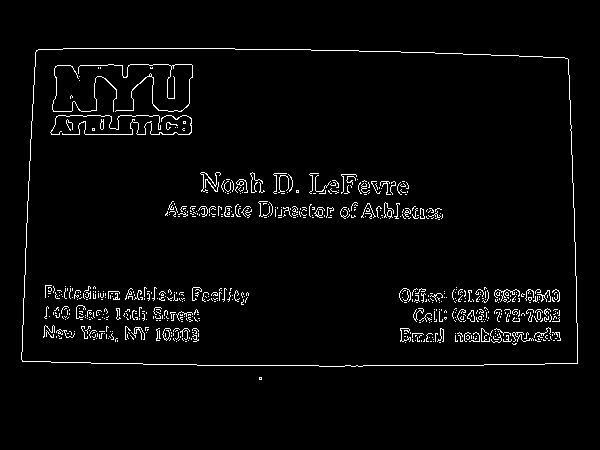 NYU
ATHLETICS
Noah D. LeFevre
Associate Director of Athletics
Palladium Athletic Facility
140 East 14th Street
New York, NY 10003
Office: (212) 992-8640
Cell: (646) 772-7032
Email: noah@nyu.edu